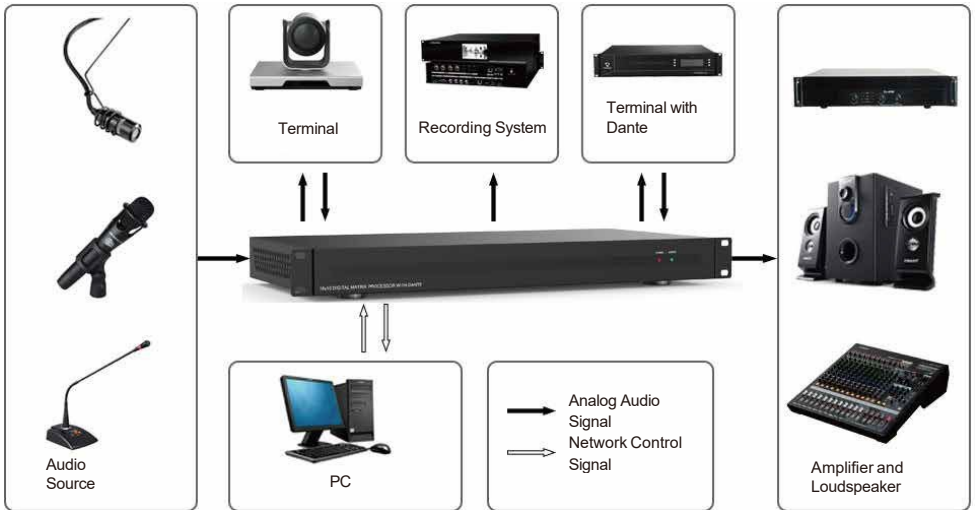 Terminal
Recording System
Terminal with
Dante
Audio
Source
PC
Analog Audio
Signal
Network Control
Signal
Amplifier and
Loudspeaker